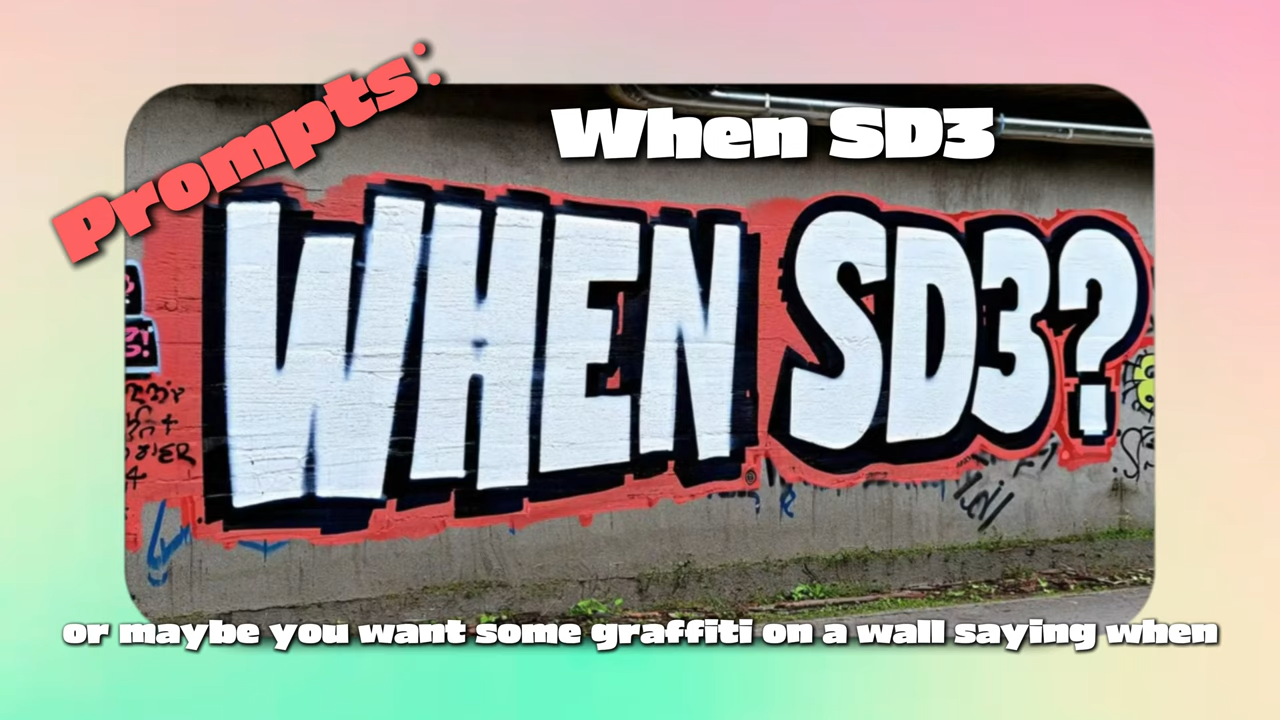 Prompts:
When SD3
WHEN SD3?
or maybe you want some graffiti on a wall saying when